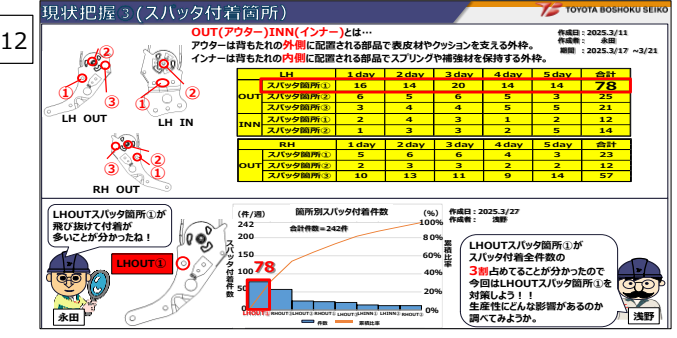 12
現状把握③(スパッタ付着箇所)
TOYOTA BOSHOKU SEIKO
OUT(アウター)INN(インナー)とは…
アウターは背もたれの外側に配置される部品で表皮材やクッションを支える外枠。
インナーは背もたれの内側に配置される部品でスプリングや補強材を保持する外枠。
作成日：2025.3/11
作成者： 永田
期間 ：2025.3/17 ~3/21
② ① ③
LH OUT
① ②
LH IN
③ ② ①
RH OUT
LH 1day 2day 3day 4day 5day 合計
OUT スパッタ箇所① 16 14 20 14 14 78
スパッタ箇所② 6 5 5 6 3 25
スパッタ箇所③ 3 4 4 5 5 21
INN スパッタ箇所① 2 4 3 1 2 12
スパッタ箇所② 1 3 3 2 5 14
RH 1day 2day 3day 4day 5day 合計
OUT スパッタ箇所① 5 6 6 4 3 23
スパッタ箇所② 2 3 3 2 2 12
スパッタ箇所③ 10 13 11 9 14 57
LHOUTスパッタ箇所①が
飛び抜けて付着が
多いことが分かったね！
永田
LHOUT①
(件/週) 箇所別スパッタ付着件数 (%)
合計件数=242件
スパッタ付着件数
242
200
150
100
50
0
78
100%
80%
60%
40%
20%
0%
累積比率
件数 累積比率
作成日：2025.3/27
作成者： 浅野
LHOUTスパッタ箇所①が
スパッタ付着全件数の
3割占めてることが分かったので
今回はLHOUTスパッタ箇所①を
対策しよう！！
生産性にどんな影響があるのか
調べてみようか。
浅野